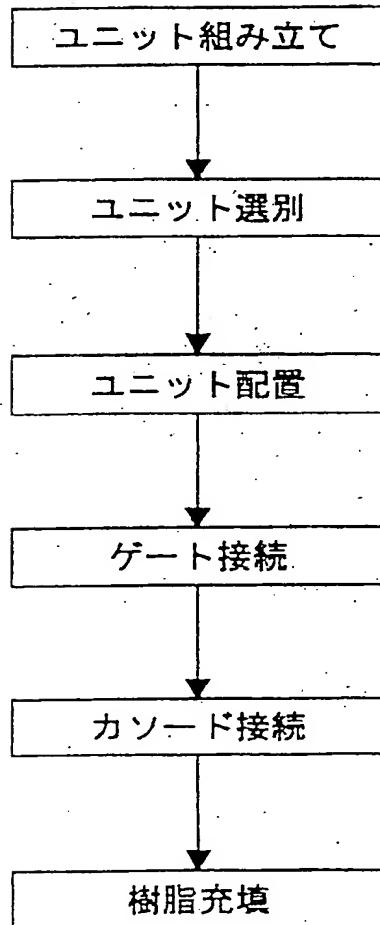 ユニット組み立て
ユニット選別
ユニット配置
ゲート接続
カソード接続
樹脂充填